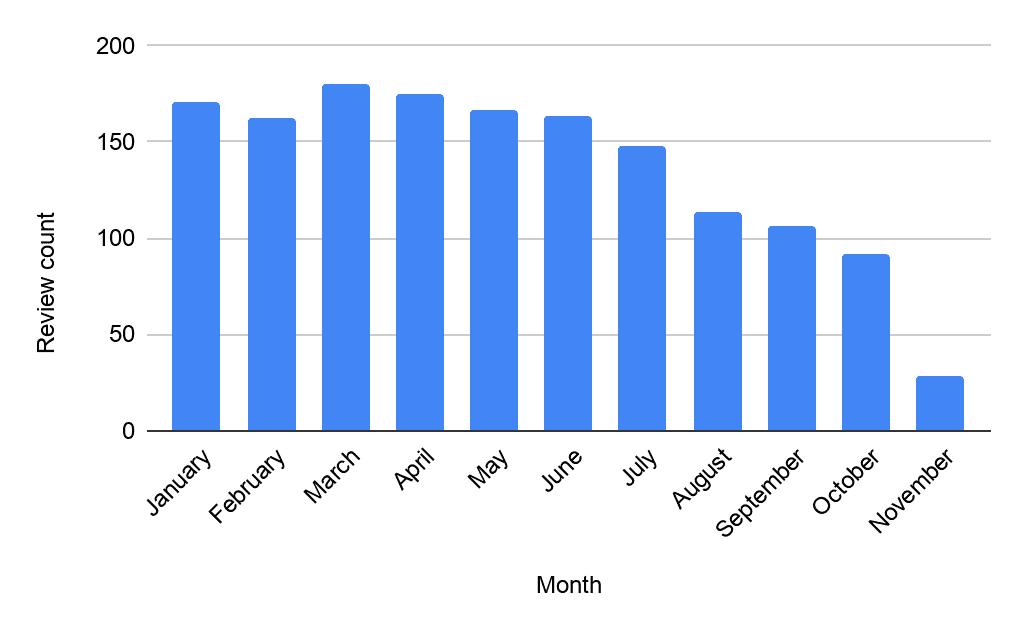 200
150
100
50
0
Review count
January
February
March
April
May
June
July
August
September
October
November
Month